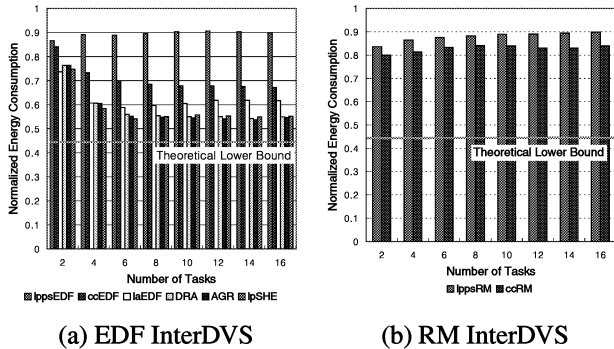 Normalized Energy Consumption
1
0.9
0.8
0.7
0.6
0.5
0.4
0.3
0.2
0.1
0
Theoretical Lower Bound
2 4 6 8 10 12 14 16
Number of Tasks
lppsEDF ccEDF laEDF DRA AGR lpSHE
(a) EDF InterDVS
Normalized Energy Consumption
1
0.9
0.8
0.7
0.6
0.5
0.4
0.3
0.2
0.1
0
Theoretical Lower Bound
2 4 6 8 10 12 14 16
Number of Tasks
lppsRM ccRM
(b) RM InterDVS